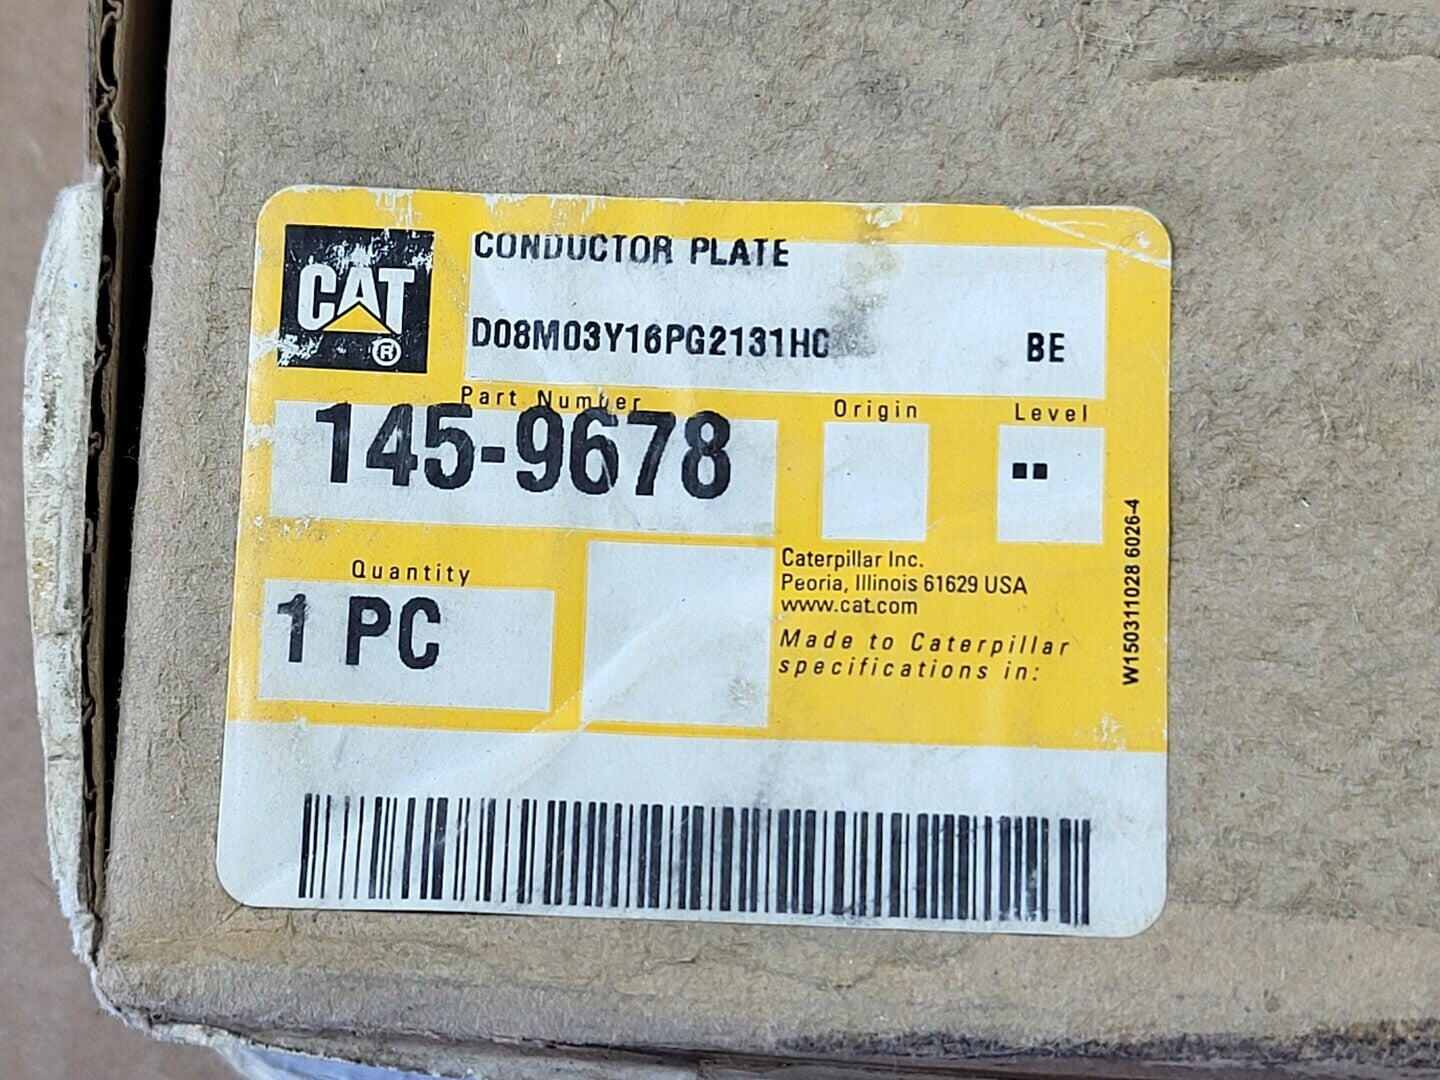 CAT
®
CONDUCTOR PLATE
D08M03Y16PG2131HC
BE
Part Number
Origin
Level
145-9678
Quantity
1 PC
Caterpillar Inc.
Peoria, Illinois 61629 USA
www.cat.com
Made to Caterpillar
specifications in:
W150311028 6026-4